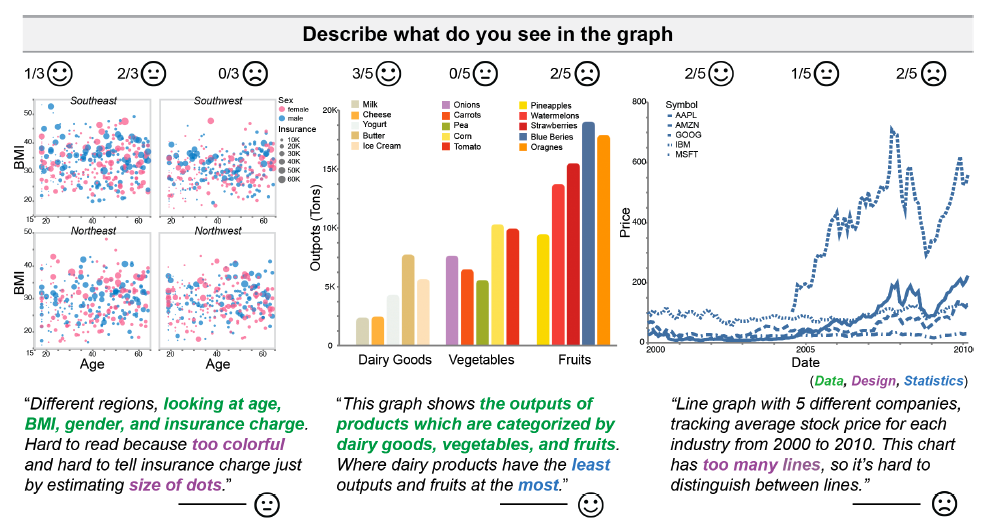 Describe what do you see in the graph
1/3 2/3 0/3 3/5 0/5 2/5 2/5 1/5 2/5
Southeast
Southwest
Sex
female
male
Insurance
10K
20K
30K
40K
50K
60K
BMI
50
40
30
20
15
20 40 60
20 40 60
Northeast
Northwest
BMI
50
40
30
20
15
20 40 60
20 40 60
Age Age
Milk
Cheese
Yogurt
Butter
Ice Cream
Onions
Carrots
Pea
Corn
Tomato
Pineapples
Watermelons
Strawberries
Blue Beries
Oragnes
Outpots (Tons)
20K
15K
10K
5K
0
Dairy Goods Vegetables Fruits
Symbol
AAPL
AMZN
GOOG
IBM
MSFT
Price
800
600
400
200
0
2000 2005 2010
Date
(Data, Design, Statistics)
“Different regions, looking at age,
BMI, gender, and insurance charge.
Hard to read because too colorful
and hard to tell insurance charge just
by estimating size of dots.”
“This graph shows the outputs of
products which are categorized by
dairy goods, vegetables, and fruits.
Where dairy products have the least
outputs and fruits at the most.”
“Line graph with 5 different companies,
tracking average stock price for each
industry from 2000 to 2010. This chart
has too many lines, so it’s hard to
distinguish between lines.”